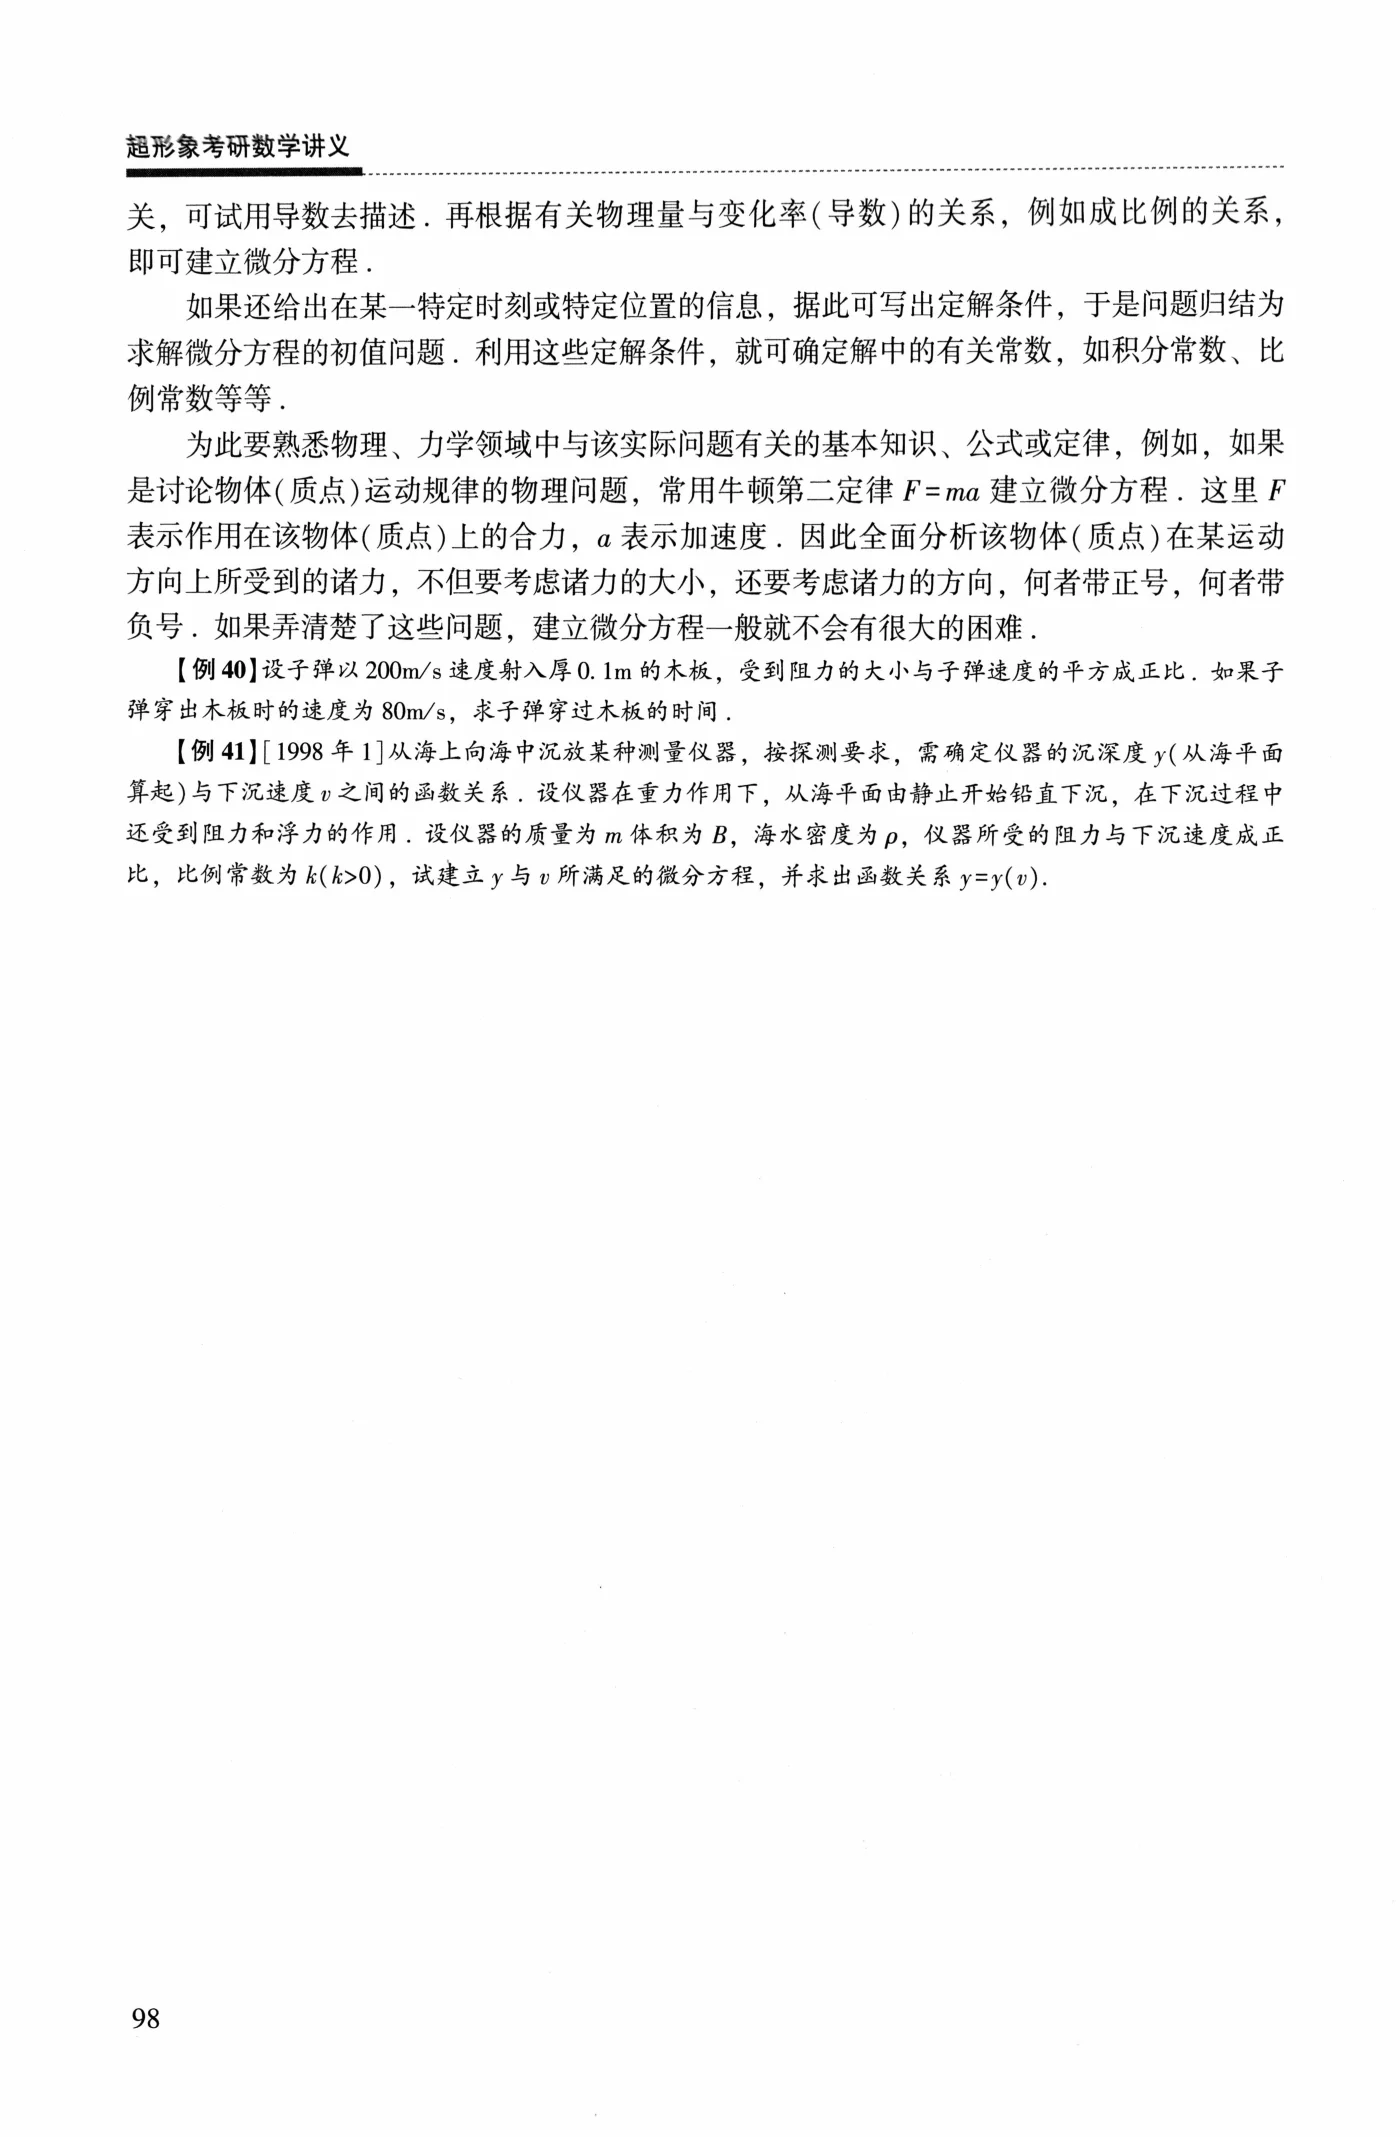 超形象考研数学讲义
关，可试用导数去描述．再根据有关物理量与变化率(导数)的关系，例如成比例的关系，
即可建立微分方程．
如果还给出在某一特定时刻或特定位置的信息，据此可写出定解条件，于是问题归结为
求解微分方程的初值问题．利用这些定解条件，就可确定解中的有关常数，如积分常数、比
例常数等等．
为此要熟悉物理、力学领域中与该实际问题有关的基本知识、公式或定律，例如，如果
是讨论物体(质点)运动规律的物理问题，常用牛顿第二定律 F=ma 建立微分方程．这里 F
表示作用在该物体(质点)上的合力，a 表示加速度．因此全面分析该物体(质点)在某运动
方向上所受到的诸力，不但要考虑诸力的大小，还要考虑诸力的方向，何者带正号，何者带
负号．如果弄清楚了这些问题，建立微分方程一般就不会有很大的困难．
【例 40】设子弹以 200m/s 速度射入厚 0.1m 的木板，受到阻力的大小与子弹速度的平方成正比．如果子
弹穿出木板时的速度为 80m/s，求子弹穿过木板的时间．
【例 41】[1998 年 1]从海上向海中沉放某种测量仪器，按探测要求，需确定仪器的沉深度 y(从海平面
算起)与下沉速度 v 之间的函数关系．设仪器在重力作用下，从海平面由静止开始铅直下沉，在下沉过程中
还受到阻力和浮力的作用．设仪器的质量为 m 体积为 B，海水密度为 ρ，仪器所受的阻力与下沉速度成正
比，比例常数为 k(k>0)，试建立 y 与 v 所满足的微分方程，并求出函数关系 y=y(v).
98